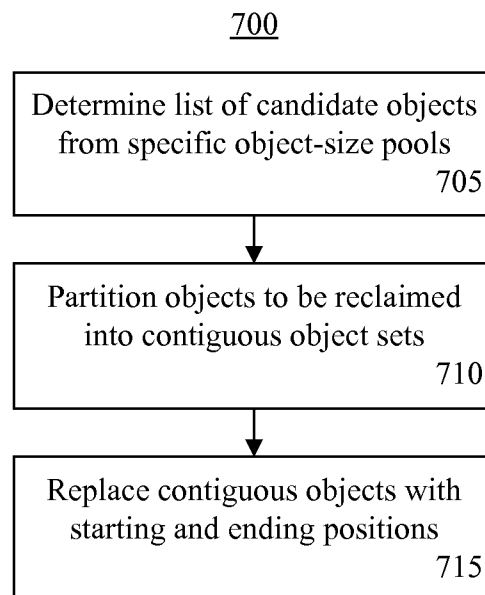 700
Determine list of candidate objects
from specific object-size pools
705
Partition objects to be reclaimed
into contiguous object sets
710
Replace contiguous objects with
starting and ending positions
715